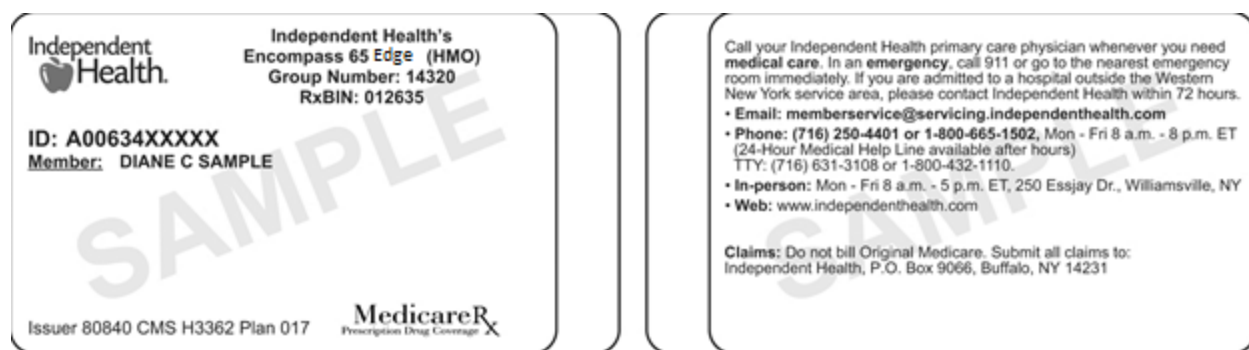 Independent
Health.
Independent Health's
Encompass 65 Edge (HMO)
Group Number: 14320
RxBIN: 012635
ID: A00634XXXXX
Member: DIANE C SAMPLE
SAMPLE
Issuer 80840 CMS H3362 Plan 017
MedicareRx
Prescription Drug Coverage
Call your Independent Health primary care physician whenever you need
medical care. In an emergency, call 911 or go to the nearest emergency
room immediately. If you are admitted to a hospital outside the Western
New York service area, please contact Independent Health within 72 hours.
• Email: memberservice@servicing.independenthealth.com
• Phone: (716) 250-4401 or 1-800-665-1502, Mon - Fri 8 a.m. - 8 p.m. ET
(24-Hour Medical Help Line available after hours)
TTY: (716) 631-3108 or 1-800-432-1110.
• In-person: Mon - Fri 8 a.m. - 5 p.m. ET, 250 Essjay Dr., Williamsville, NY
• Web: www.independenthealth.com
Claims: Do not bill Original Medicare. Submit all claims to:
Independent Health, P.O. Box 9066, Buffalo, NY 14231
SAMPLE